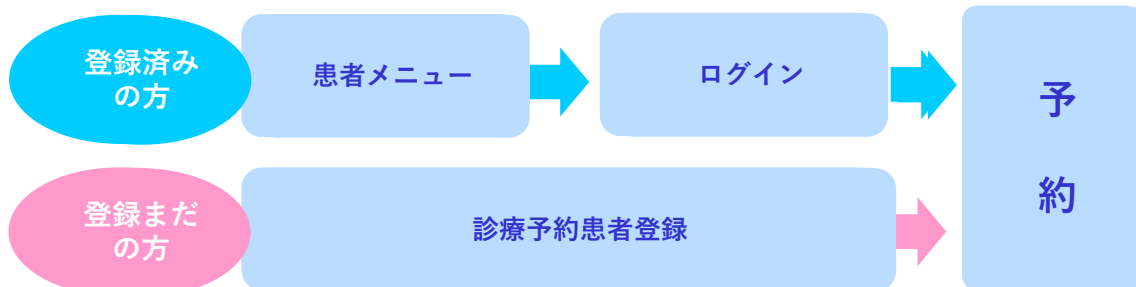 登録済み
の方
患者メニュー
ログイン
登録まだ
の方
診療予約患者登録
予
約